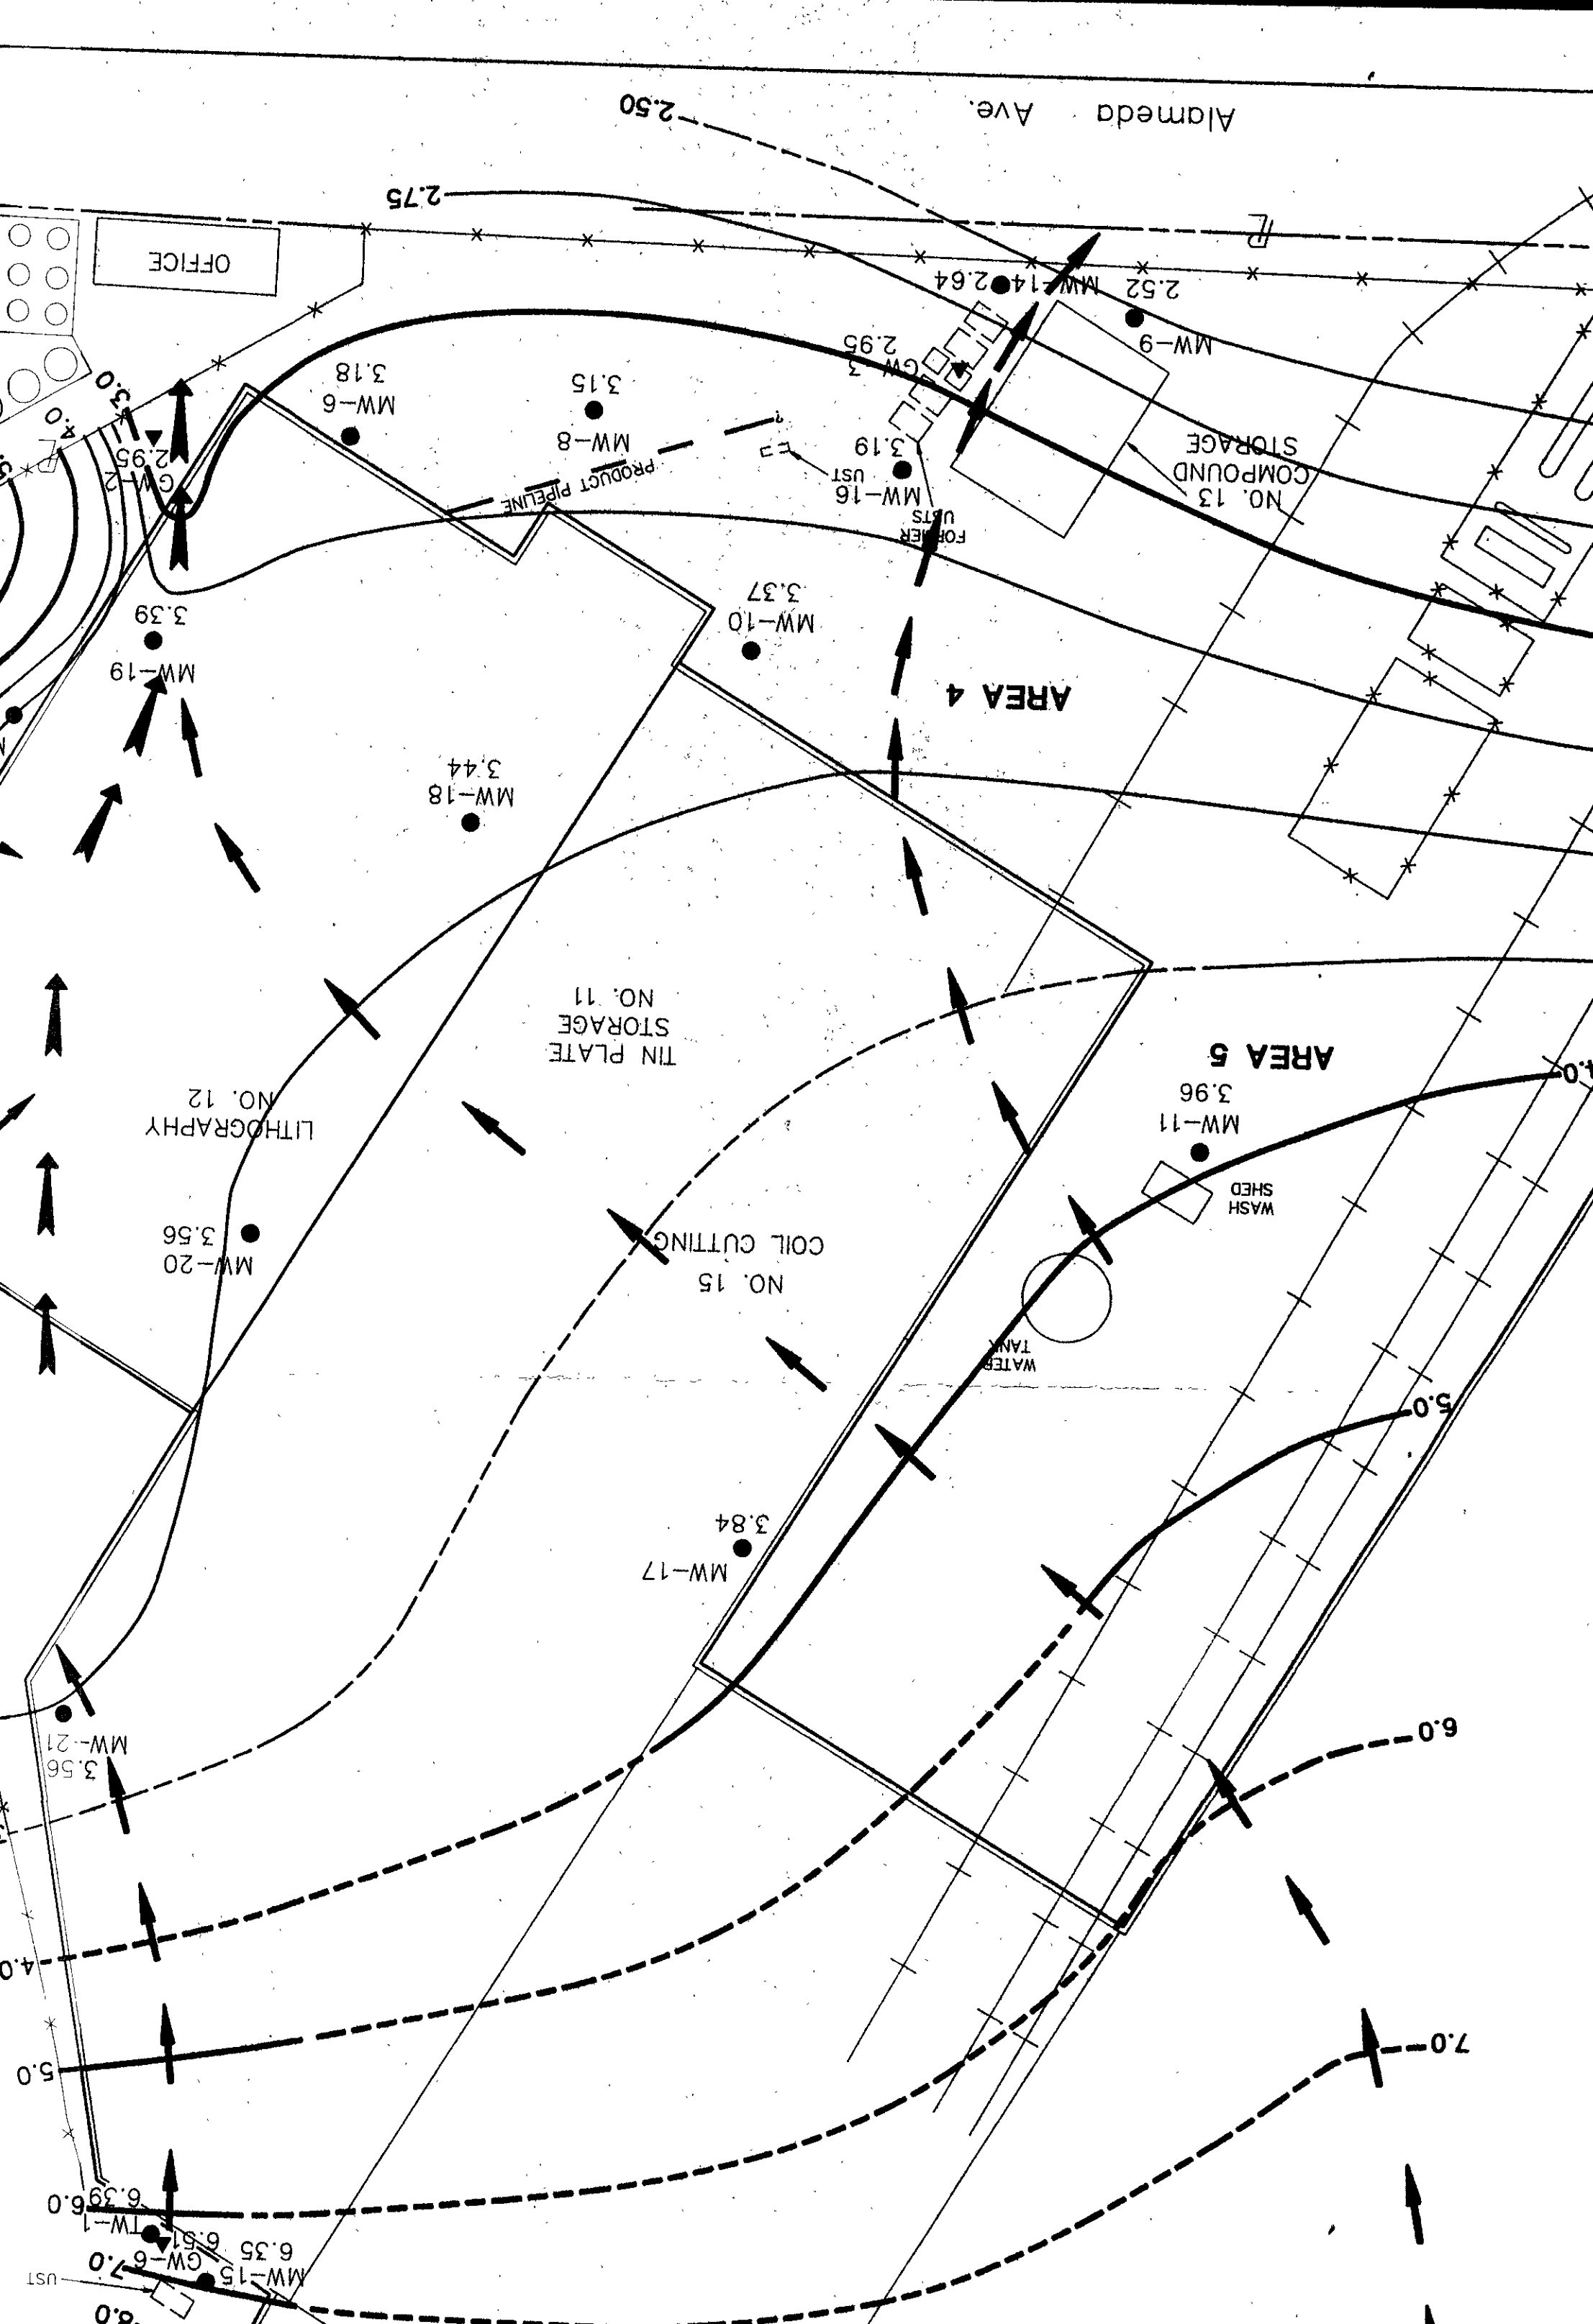 8.0
UST
7.0
MW-15
6.35
GW-6
6.51
TW-1
6.39
6.0
7.0
5.0
4.0
6.0
MW-21
3.56
MW-17
3.84
5.0
WATER
TANK
NO. 15
COIL CUTTING
MW-20
3.56
WASH
SHED
MW-11
3.96
AREA 5
LITHOGRAPHY
NO. 12
TIN PLATE
STORAGE
NO. 11
MW-18
3.44
AREA 4
MW-10
3.37
MW-19
3.39
FORMER
USTS
MW-16
3.19
UST
NO. 13
COMPOUND
STORAGE
PRODUCT PIPELINE
?
MW-8
3.15
MW-6
3.18
GW-2
2.95
4.0
3.0
GW-3
2.95
MW-9
2.52
MW-14
2.64
OFFICE
PL
PL
2.75
2.50
Alameda Ave.